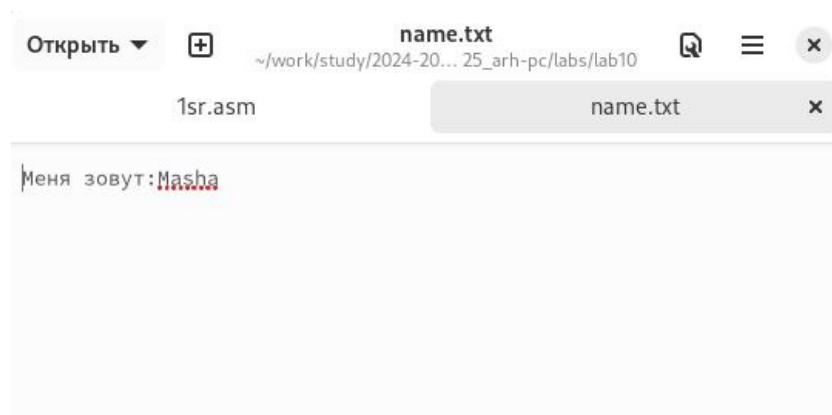 Открыть
name.txt
~/work/study/2024-20... 25_arh-pc/labs/lab10
1sr.asm
name.txt
Меня зовут:Masha